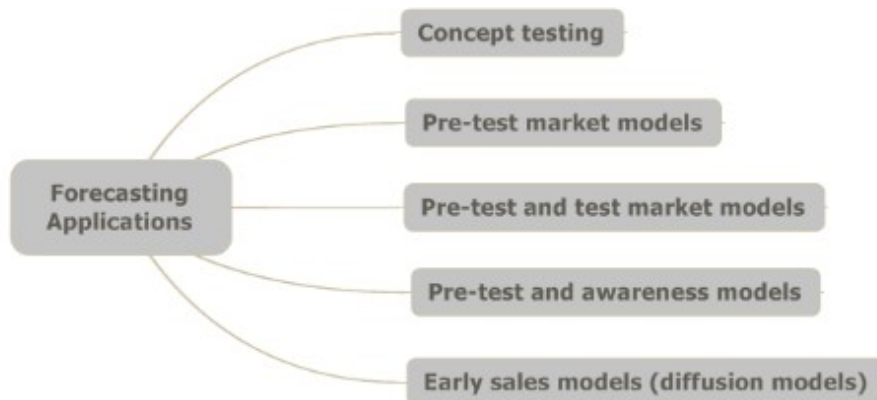 Concept testing
Pre-test market models
Forecasting
Applications
Pre-test and test market models
Pre-test and awareness models
Early sales models (diffusion models)